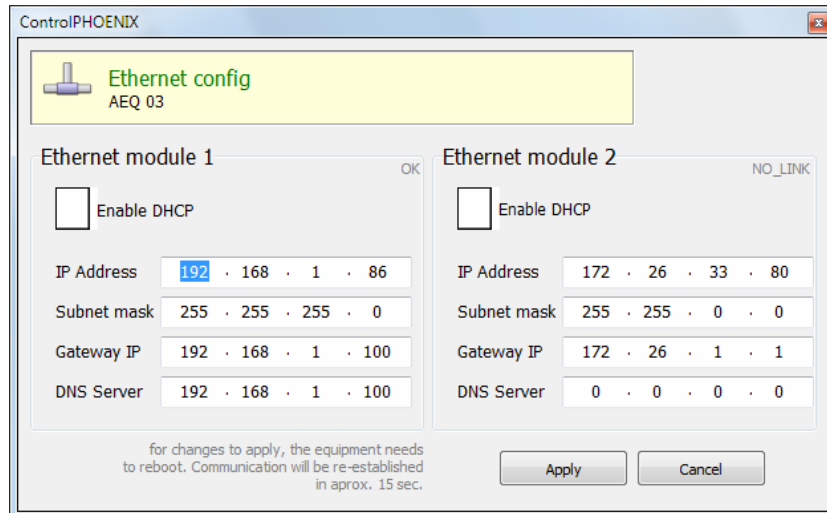 ControlPHOENIX
Ethernet config
AEQ 03
Ethernet module 1
OK
Enable DHCP
IP Address 192 . 168 . 1 . 86
Subnet mask 255 . 255 . 255 . 0
Gateway IP 192 . 168 . 1 . 100
DNS Server 192 . 168 . 1 . 100
Ethernet module 2
NO_LINK
Enable DHCP
IP Address 172 . 26 . 33 . 80
Subnet mask 255 . 255 . 0 . 0
Gateway IP 172 . 26 . 1 . 1
DNS Server 0 . 0 . 0 . 0
for changes to apply, the equipment needs
to reboot. Communication will be re-established
in aprox. 15 sec.
Apply
Cancel